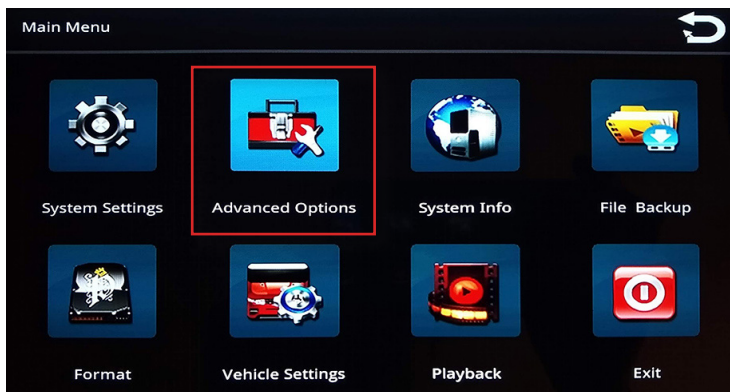 Main Menu
System Settings
Advanced Options
System Info
File Backup
Format
Vehicle Settings
Playback
Exit